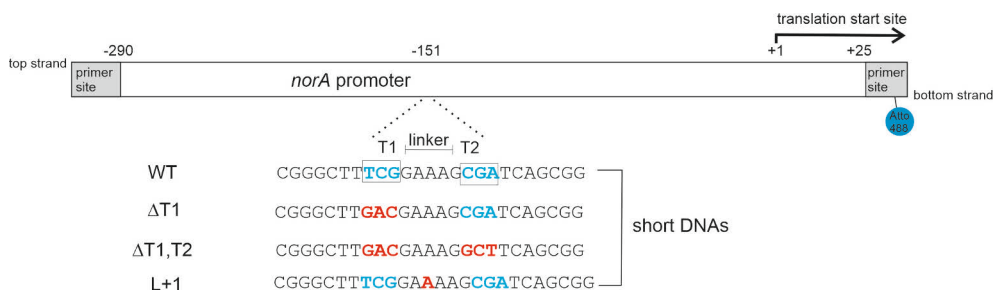 translation start site
-290 -151 +1 +25
top strand
primer site
norA promoter
primer site
bottom strand
Atto 488
linker
T1 T2
WT CGGGCTTTCGGAAAGCGATCAGCGG
ΔT1 CGGGCTTGACGAAAGCGATCAGCGG
short DNAs
ΔT1,T2 CGGGCTTGACGAAAGGCTTCAGCGG
L+1 CGGGCTTTCGGAAAAGCGATCAGCGG